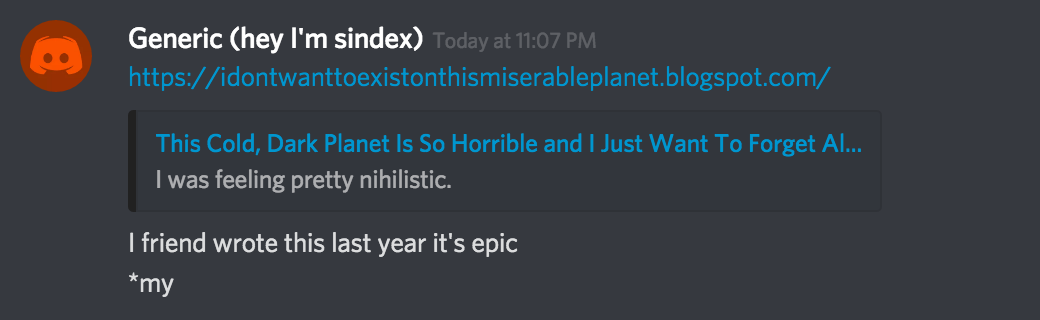 Generic (hey I'm sindex) Today at 11:07 PM
https://idontwanttoexistonthismiserableplanet.blogspot.com/
This Cold, Dark Planet Is So Horrible and I Just Want To Forget Al...
I was feeling pretty nihilistic.
I friend wrote this last year it's epic
*my